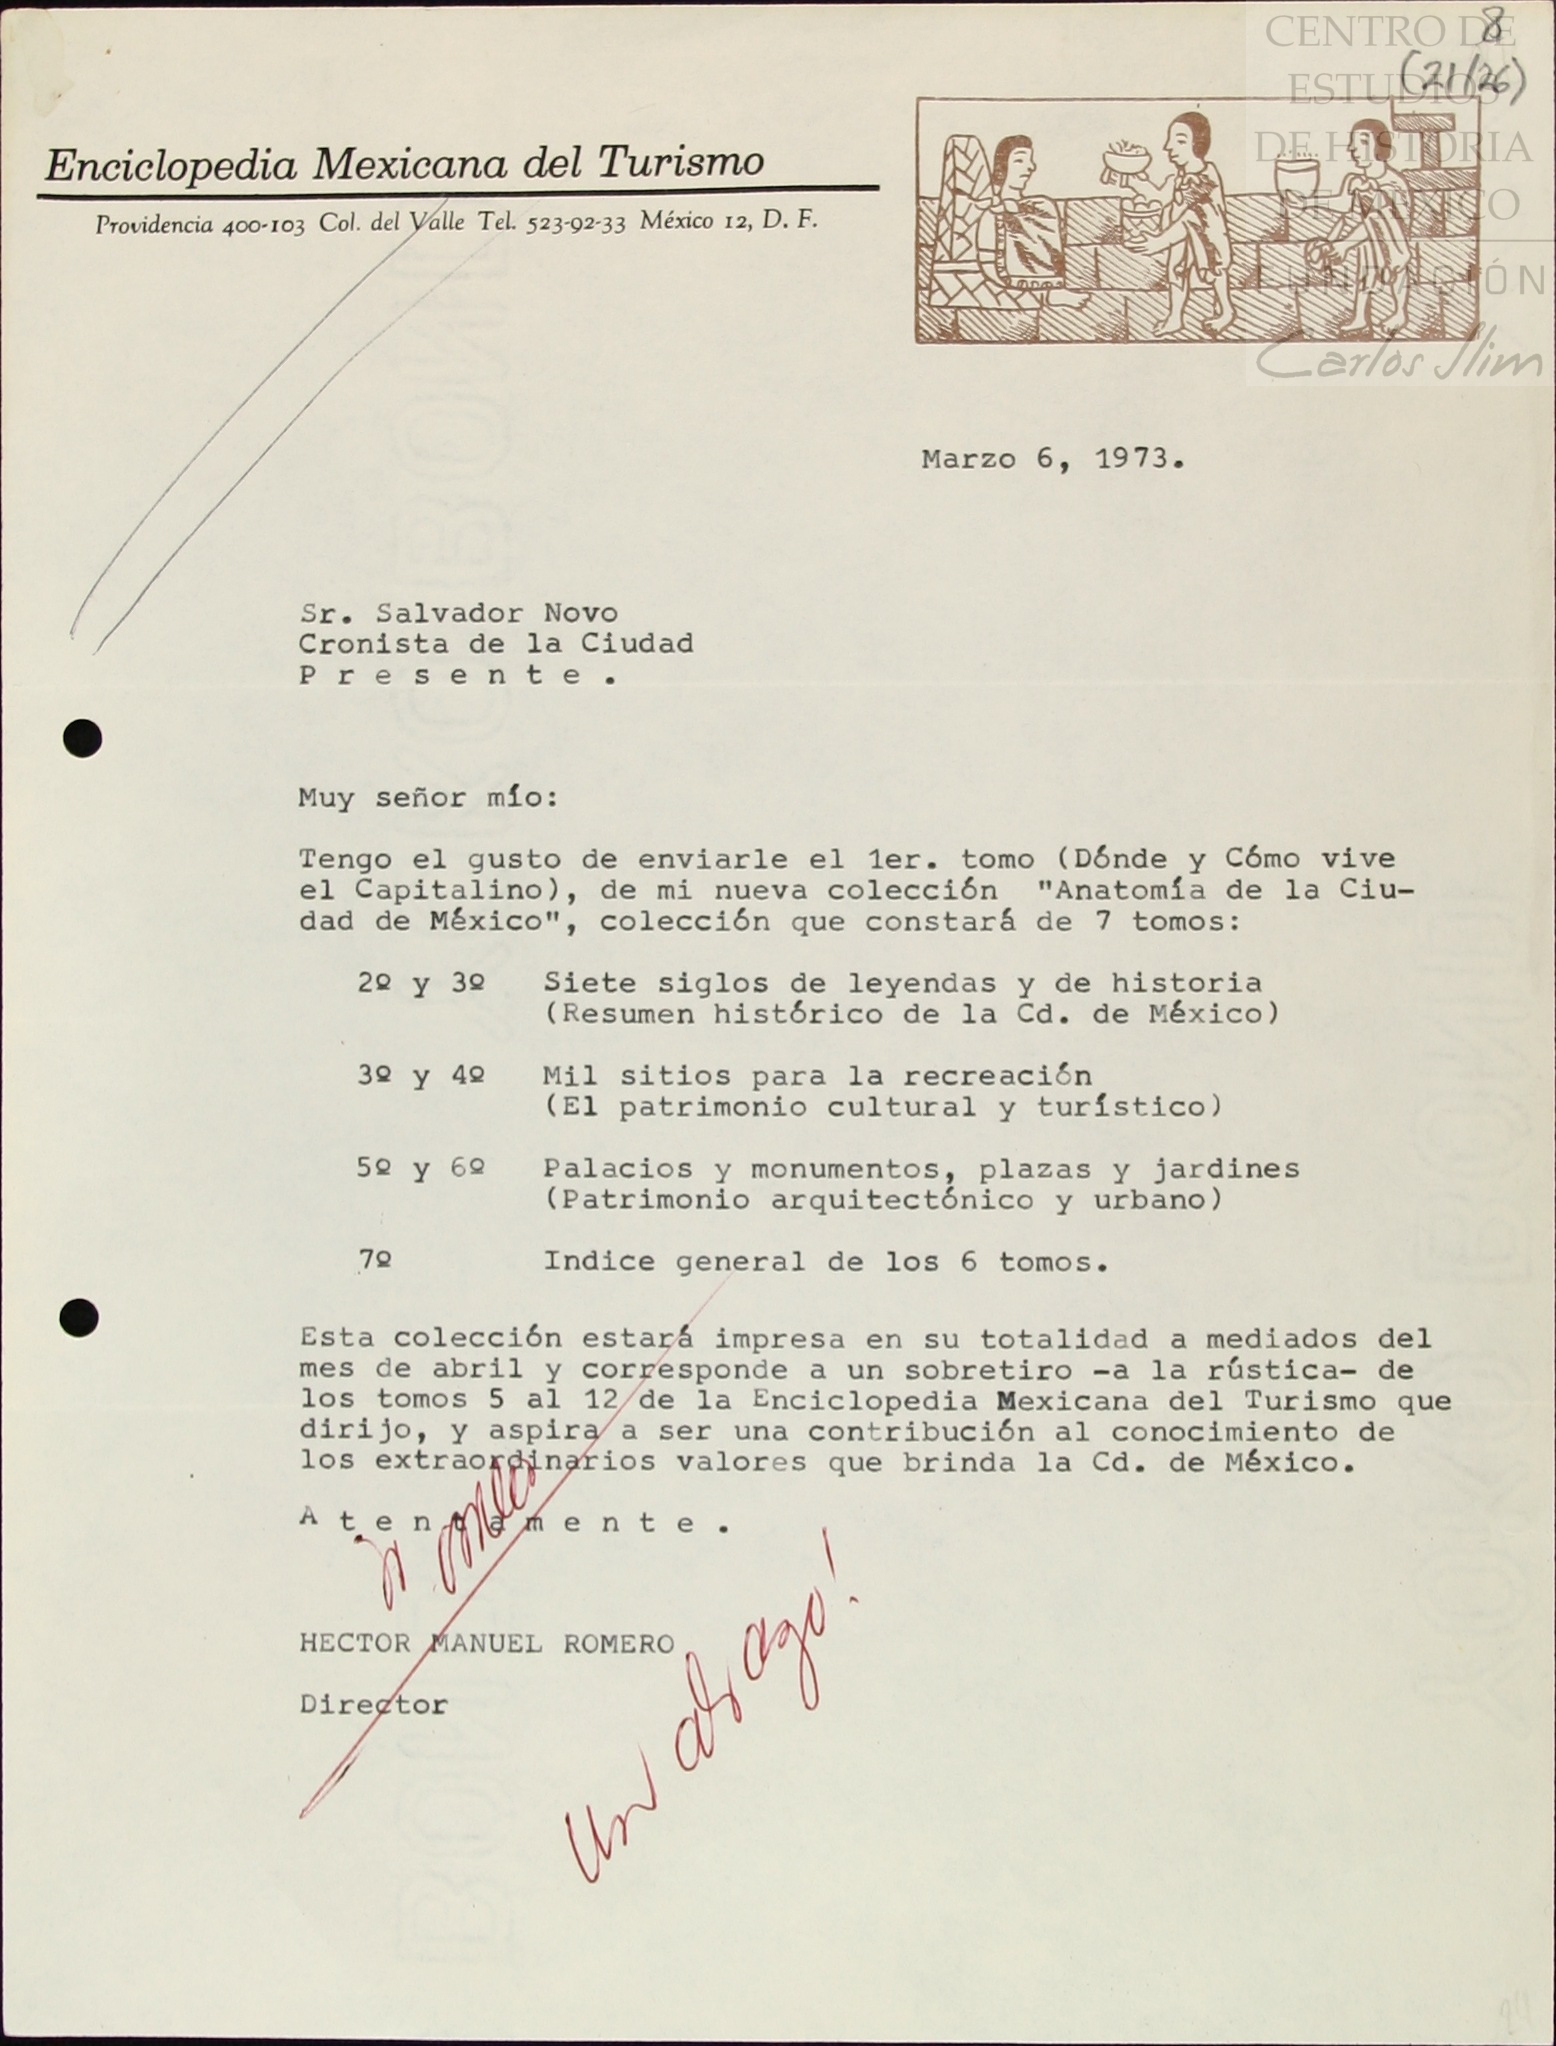 8
(21/26)
CENTRO DE
ESTUDIOS
DE HISTORIA
DE MÉXICO
FUNDACIÓN
Carlos Slim
Enciclopedia Mexicana del Turismo
Providencia 400-103 Col. del Valle Tel. 523-92-33 México 12, D. F.
Marzo 6, 1973.
Sr. Salvador Novo
Cronista de la Ciudad
P r e s e n t e .
Muy señor mío:
Tengo el gusto de enviarle el 1er. tomo (Dónde y Cómo vive
el Capitalino), de mi nueva colección "Anatomía de la Ciu-
dad de México", colección que constará de 7 tomos:
2º y 3º Siete siglos de leyendas y de historia
(Resumen histórico de la Cd. de México)
3º y 4º Mil sitios para la recreación
(El patrimonio cultural y turístico)
5º y 6º Palacios y monumentos, plazas y jardines
(Patrimonio arquitectónico y urbano)
7º Indice general de los 6 tomos.
Esta colección estará impresa en su totalidad a mediados del
mes de abril y corresponde a un sobretiro -a la rústica- de
los tomos 5 al 12 de la Enciclopedia Mexicana del Turismo que
dirijo, y aspira a ser una contribución al conocimiento de
los extraordinarios valores que brinda la Cd. de México.
A t e n t a m e n t e .
HECTOR MANUEL ROMERO
Director
Un abrazo!